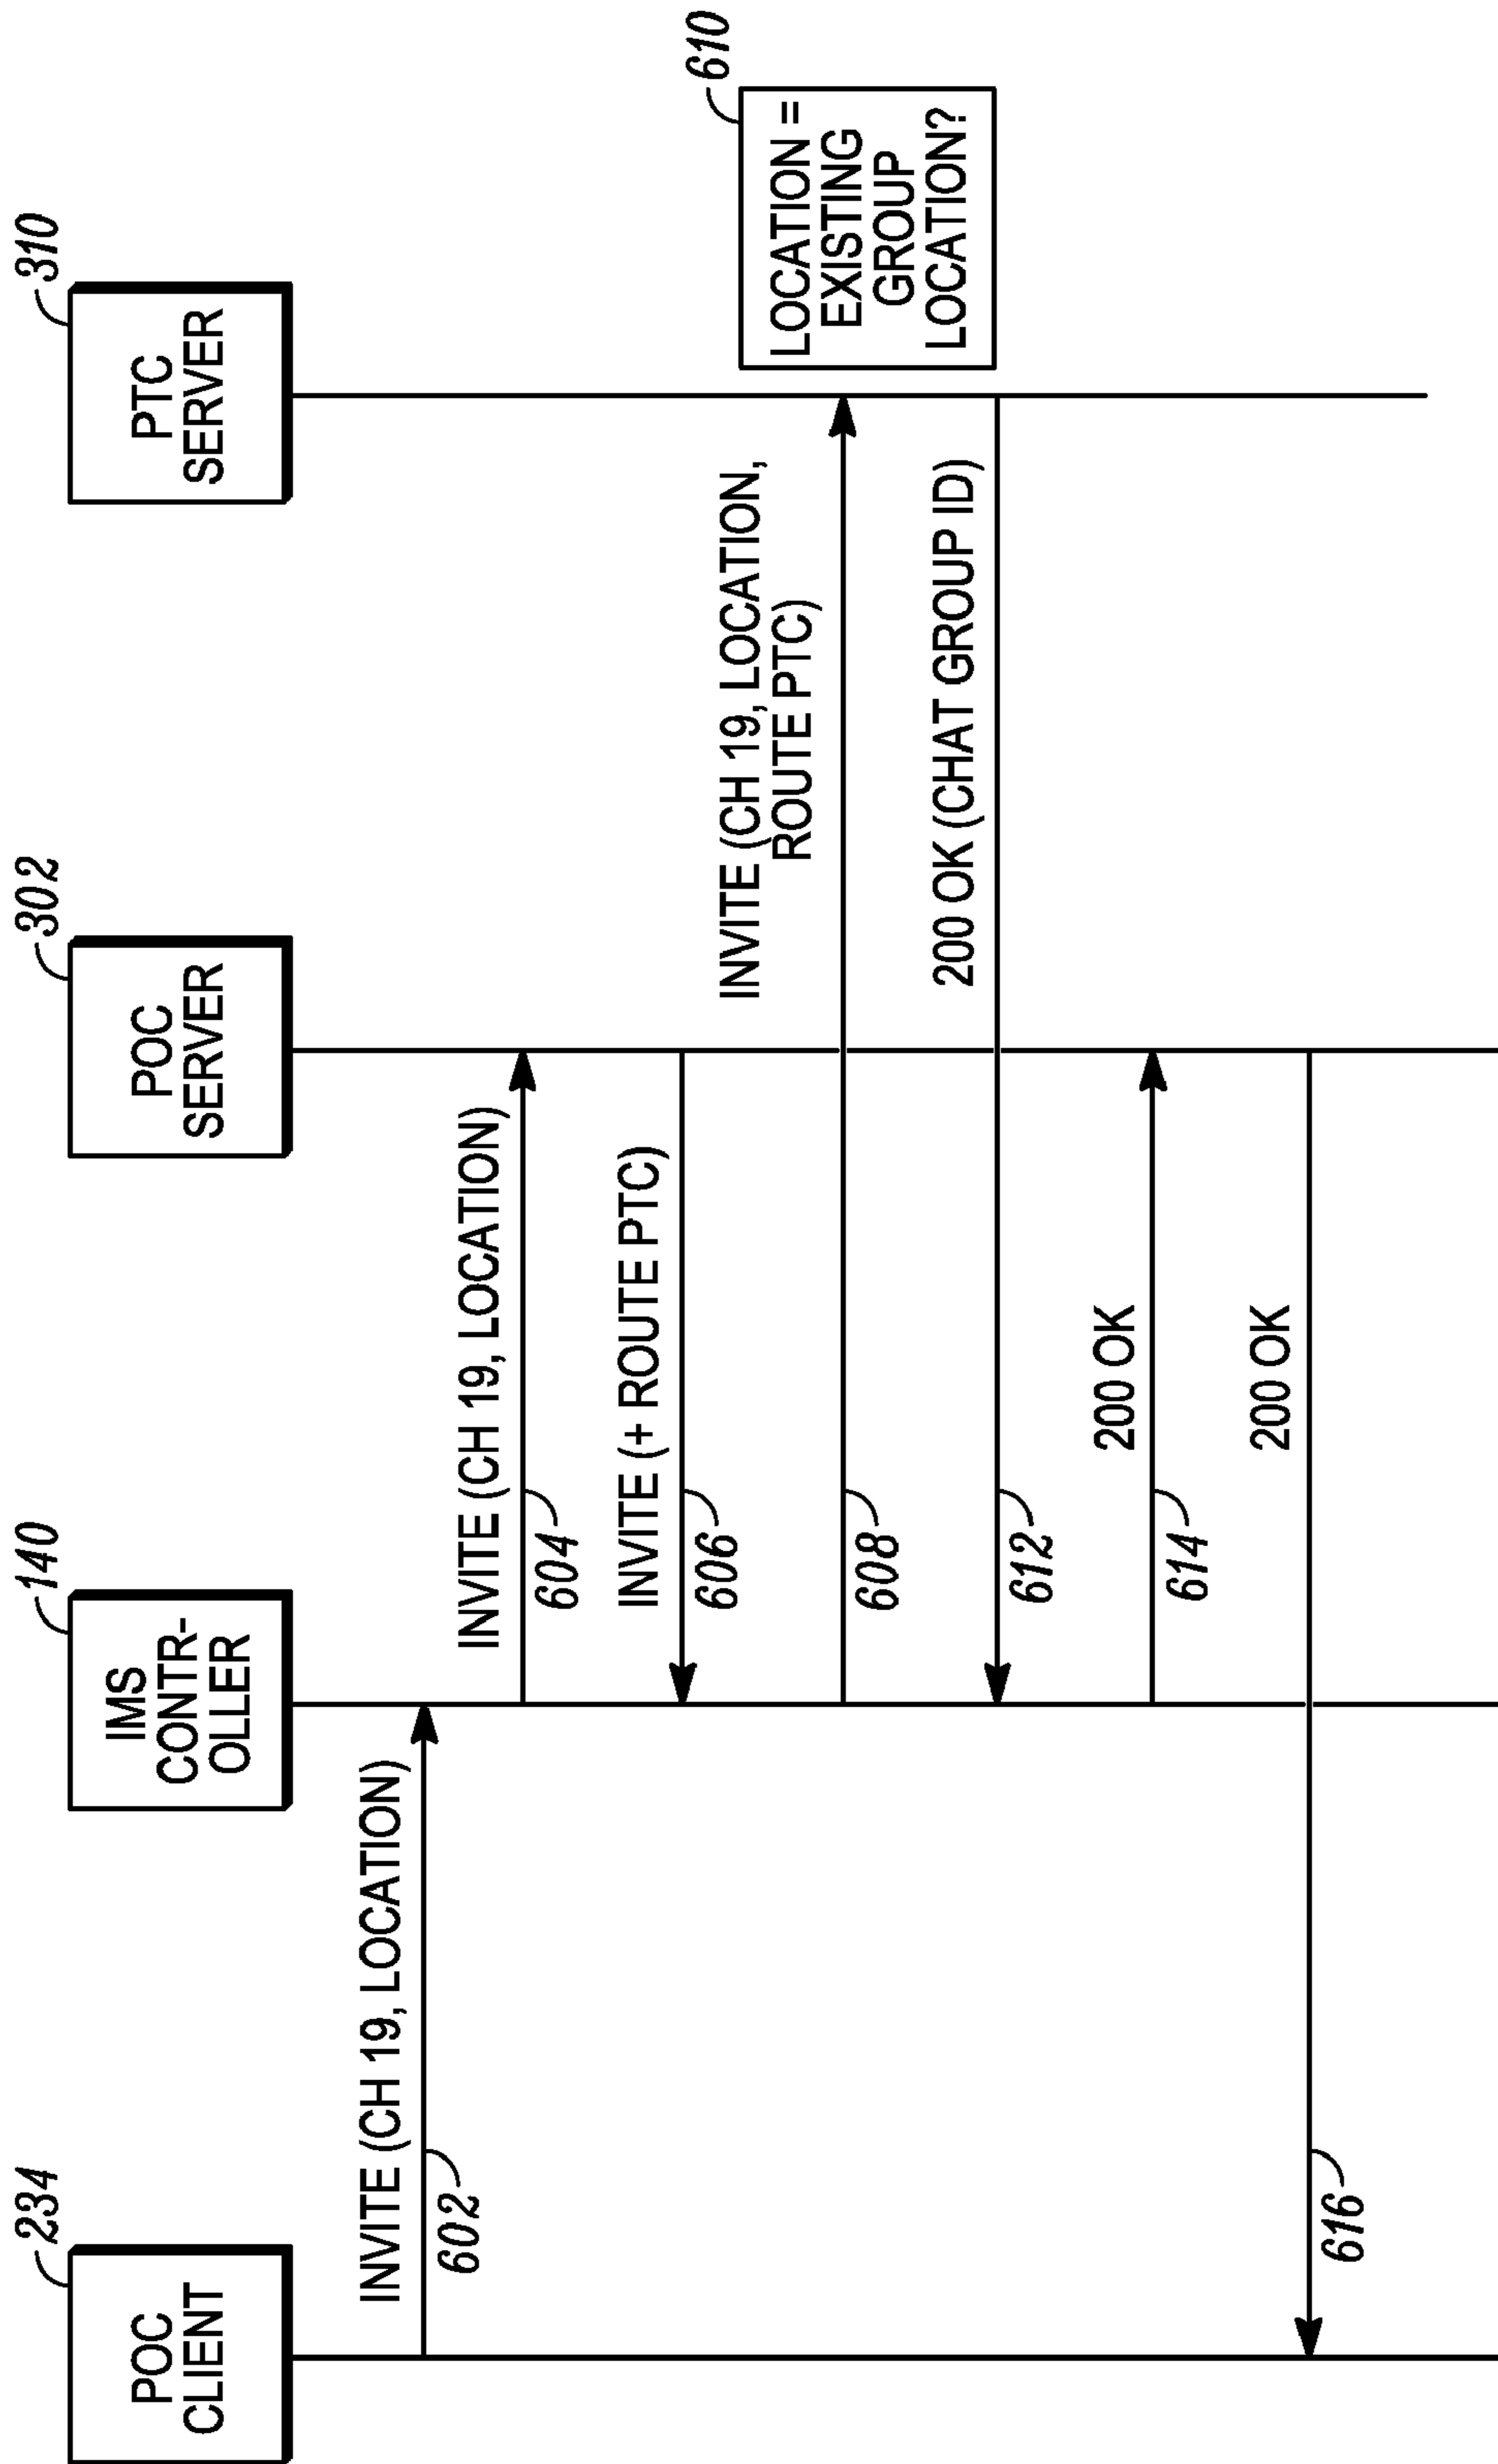 234
POC
CLIENT
140
IMS
CONTR-
OLLER
302
POC
SERVER
310
PTC
SERVER
INVITE (CH 19, LOCATION)
602
INVITE (CH 19, LOCATION)
604
INVITE (+ ROUTE PTC)
606
INVITE (CH 19, LOCATION,
ROUTE PTC)
608
610
LOCATION =
EXISTING
GROUP
LOCATION?
200 OK (CHAT GROUP ID)
612
200 OK
614
200 OK
616